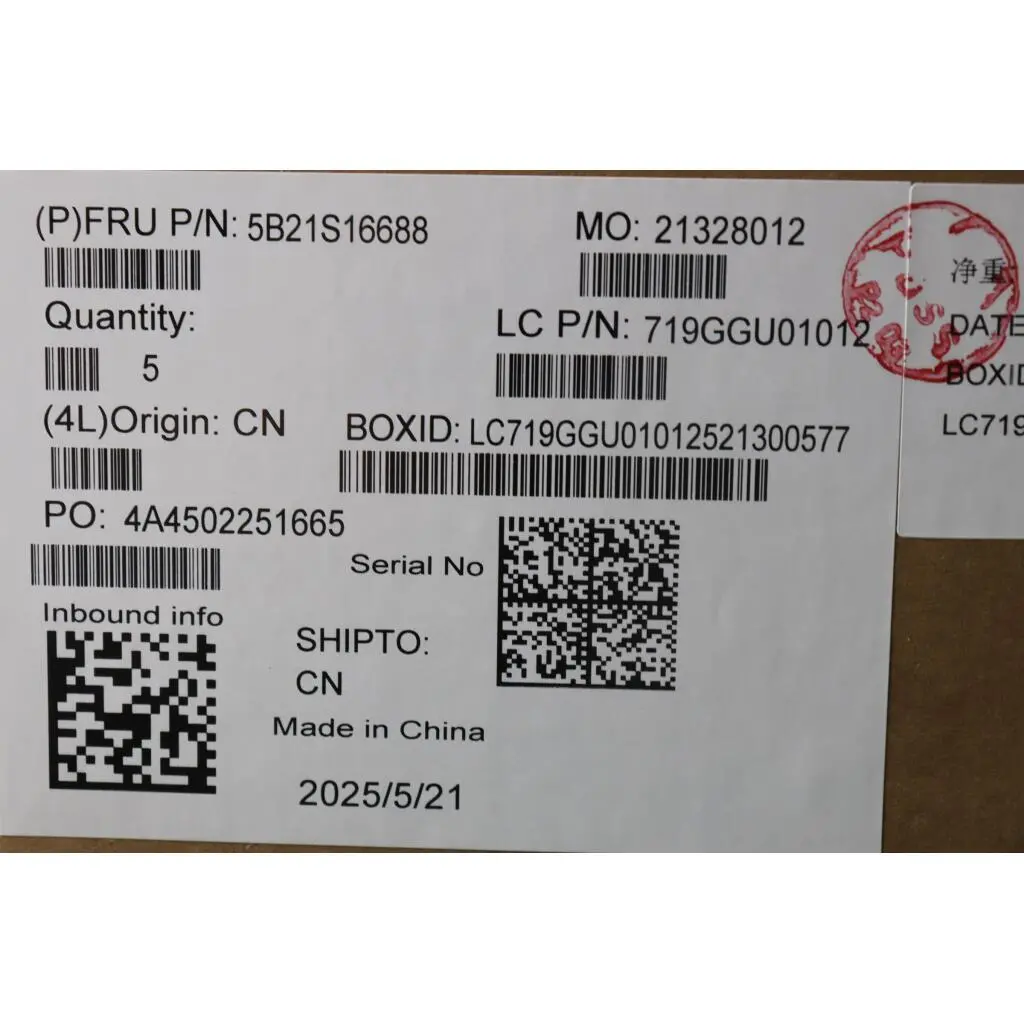 (P)FRU P/N: 5B21S16688
MO: 21328012
Quantity:
5
LC P/N: 719GGU01012
(4L)Origin: CN
BOXID: LC719GGU01012521300577
PO: 4A4502251665
Serial No
Inbound info
SHIPTO:
CN
Made in China
2025/5/21
净重
DATE
BOXID
LC719